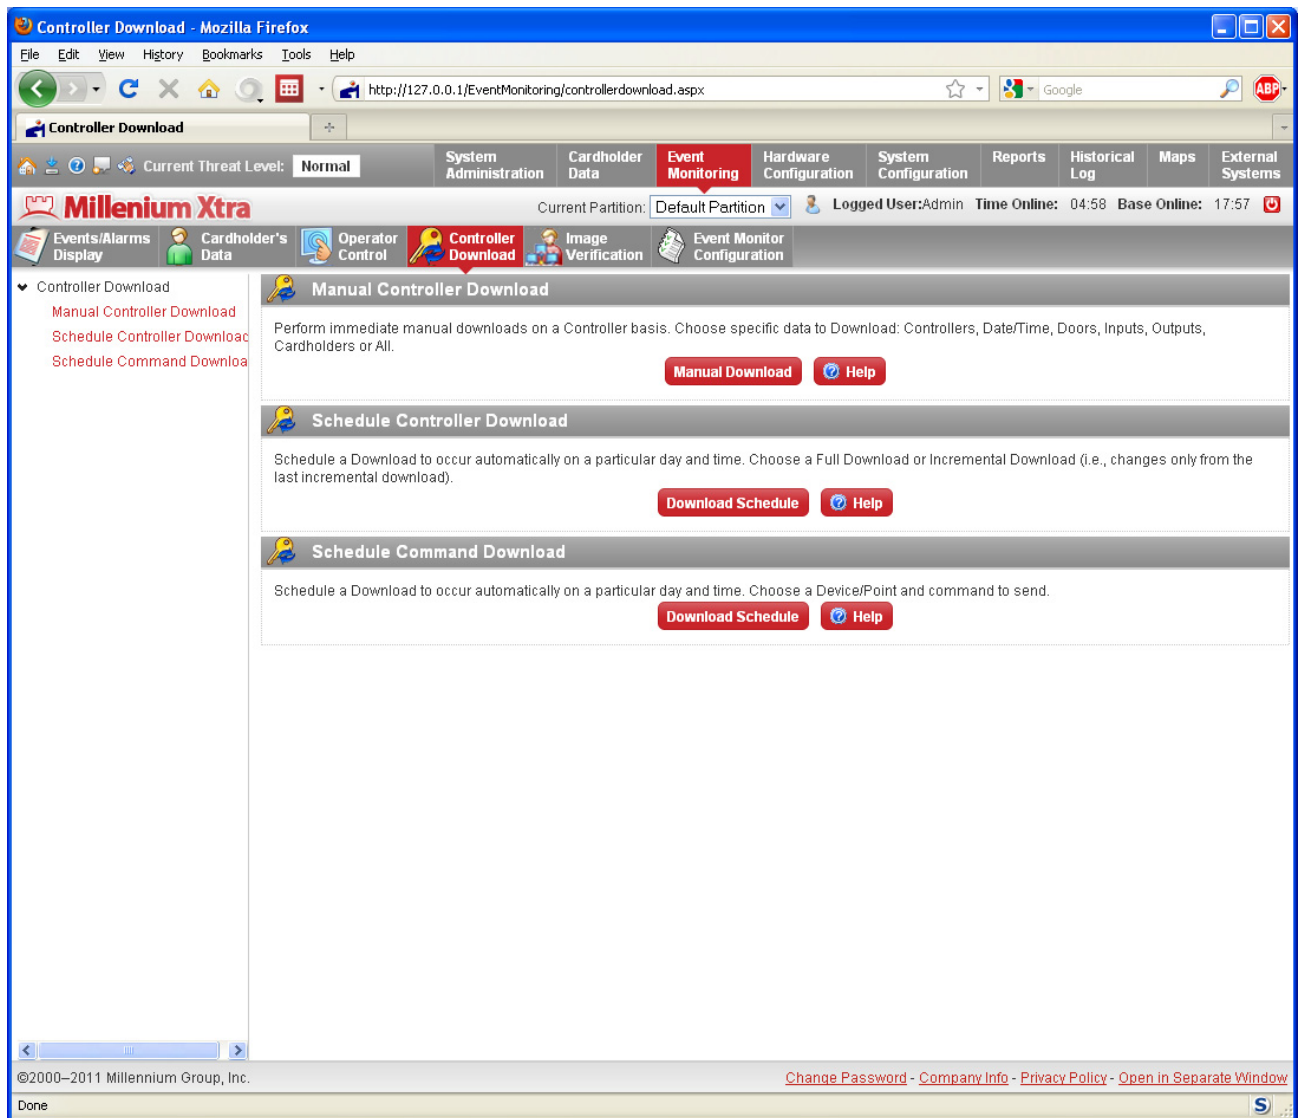 Controller Download - Mozilla Firefox
File Edit View History Bookmarks Tools Help
http://127.0.0.1/EventMonitoring/controllerdownload.aspx
Google
ABP
Controller Download
Current Threat Level: Normal
System Administration
Cardholder Data
Event Monitoring
Hardware Configuration
System Configuration
Reports
Historical Log
Maps
External Systems
Millenium Xtra
Current Partition: Default Partition
Logged User:Admin Time Online: 04:58 Base Online: 17:57
Events/Alarms Display
Cardholder's Data
Operator Control
Controller Download
Image Verification
Event Monitor Configuration
Controller Download
Manual Controller Download
Schedule Controller Downloac
Schedule Command Downloa
Manual Controller Download
Perform immediate manual downloads on a Controller basis. Choose specific data to Download: Controllers, Date/Time, Doors, Inputs, Outputs,
Cardholders or All.
Manual Download
Help
Schedule Controller Download
Schedule a Download to occur automatically on a particular day and time. Choose a Full Download or Incremental Download (i.e., changes only from the
last incremental download).
Download Schedule
Help
Schedule Command Download
Schedule a Download to occur automatically on a particular day and time. Choose a Device/Point and command to send.
Download Schedule
Help
©2000–2011 Millennium Group, Inc.
Change Password - Company Info - Privacy Policy - Open in Separate Window
Done
S